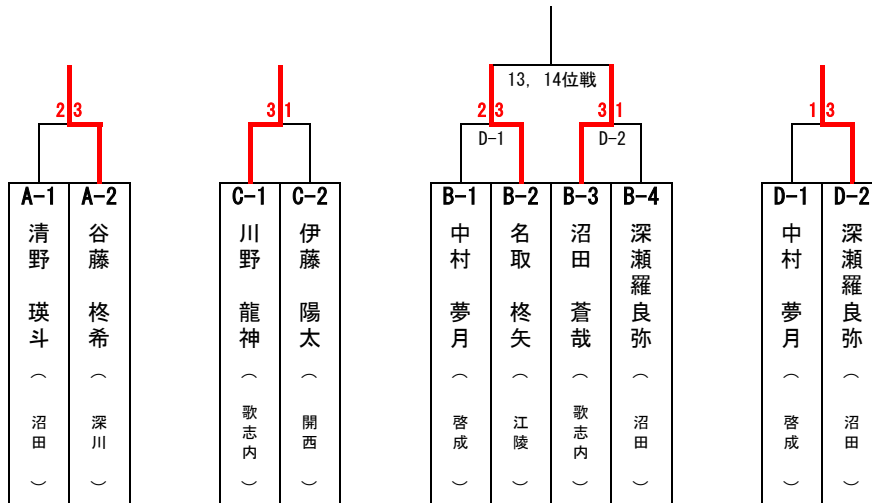 13, 14位戦
2 3
3 1
2 3
3 1
1 3
D-1
D-2
A-1 A-2
C-1 C-2
B-1 B-2 B-3 B-4
D-1 D-2
清野 瑛斗 (沼田)
谷藤 柊希 (深川)
川野 龍神 (歌志内)
伊藤 陽太 (開西)
中村 夢月 (啓成)
名取 柊矢 (江陵)
沼田 蒼哉 (歌志内)
深瀬羅良弥 (沼田)
中村 夢月 (啓成)
深瀬羅良弥 (沼田)